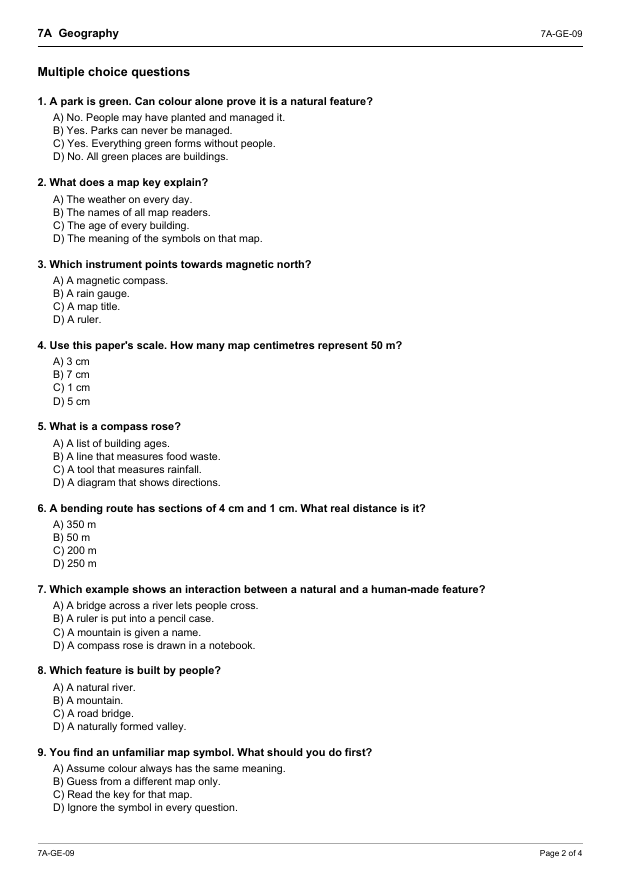 7A Geography
7A-GE-09
Multiple choice questions
1. A park is green. Can colour alone prove it is a natural feature?
A) No. People may have planted and managed it.
B) Yes. Parks can never be managed.
C) Yes. Everything green forms without people.
D) No. All green places are buildings.
2. What does a map key explain?
A) The weather on every day.
B) The names of all map readers.
C) The age of every building.
D) The meaning of the symbols on that map.
3. Which instrument points towards magnetic north?
A) A magnetic compass.
B) A rain gauge.
C) A map title.
D) A ruler.
4. Use this paper's scale. How many map centimetres represent 50 m?
A) 3 cm
B) 7 cm
C) 1 cm
D) 5 cm
5. What is a compass rose?
A) A list of building ages.
B) A line that measures food waste.
C) A tool that measures rainfall.
D) A diagram that shows directions.
6. A bending route has sections of 4 cm and 1 cm. What real distance is it?
A) 350 m
B) 50 m
C) 200 m
D) 250 m
7. Which example shows an interaction between a natural and a human-made feature?
A) A bridge across a river lets people cross.
B) A ruler is put into a pencil case.
C) A mountain is given a name.
D) A compass rose is drawn in a notebook.
8. Which feature is built by people?
A) A natural river.
B) A mountain.
C) A road bridge.
D) A naturally formed valley.
9. You find an unfamiliar map symbol. What should you do first?
A) Assume colour always has the same meaning.
B) Guess from a different map only.
C) Read the key for that map.
D) Ignore the symbol in every question.
7A-GE-09
Page 2 of 4